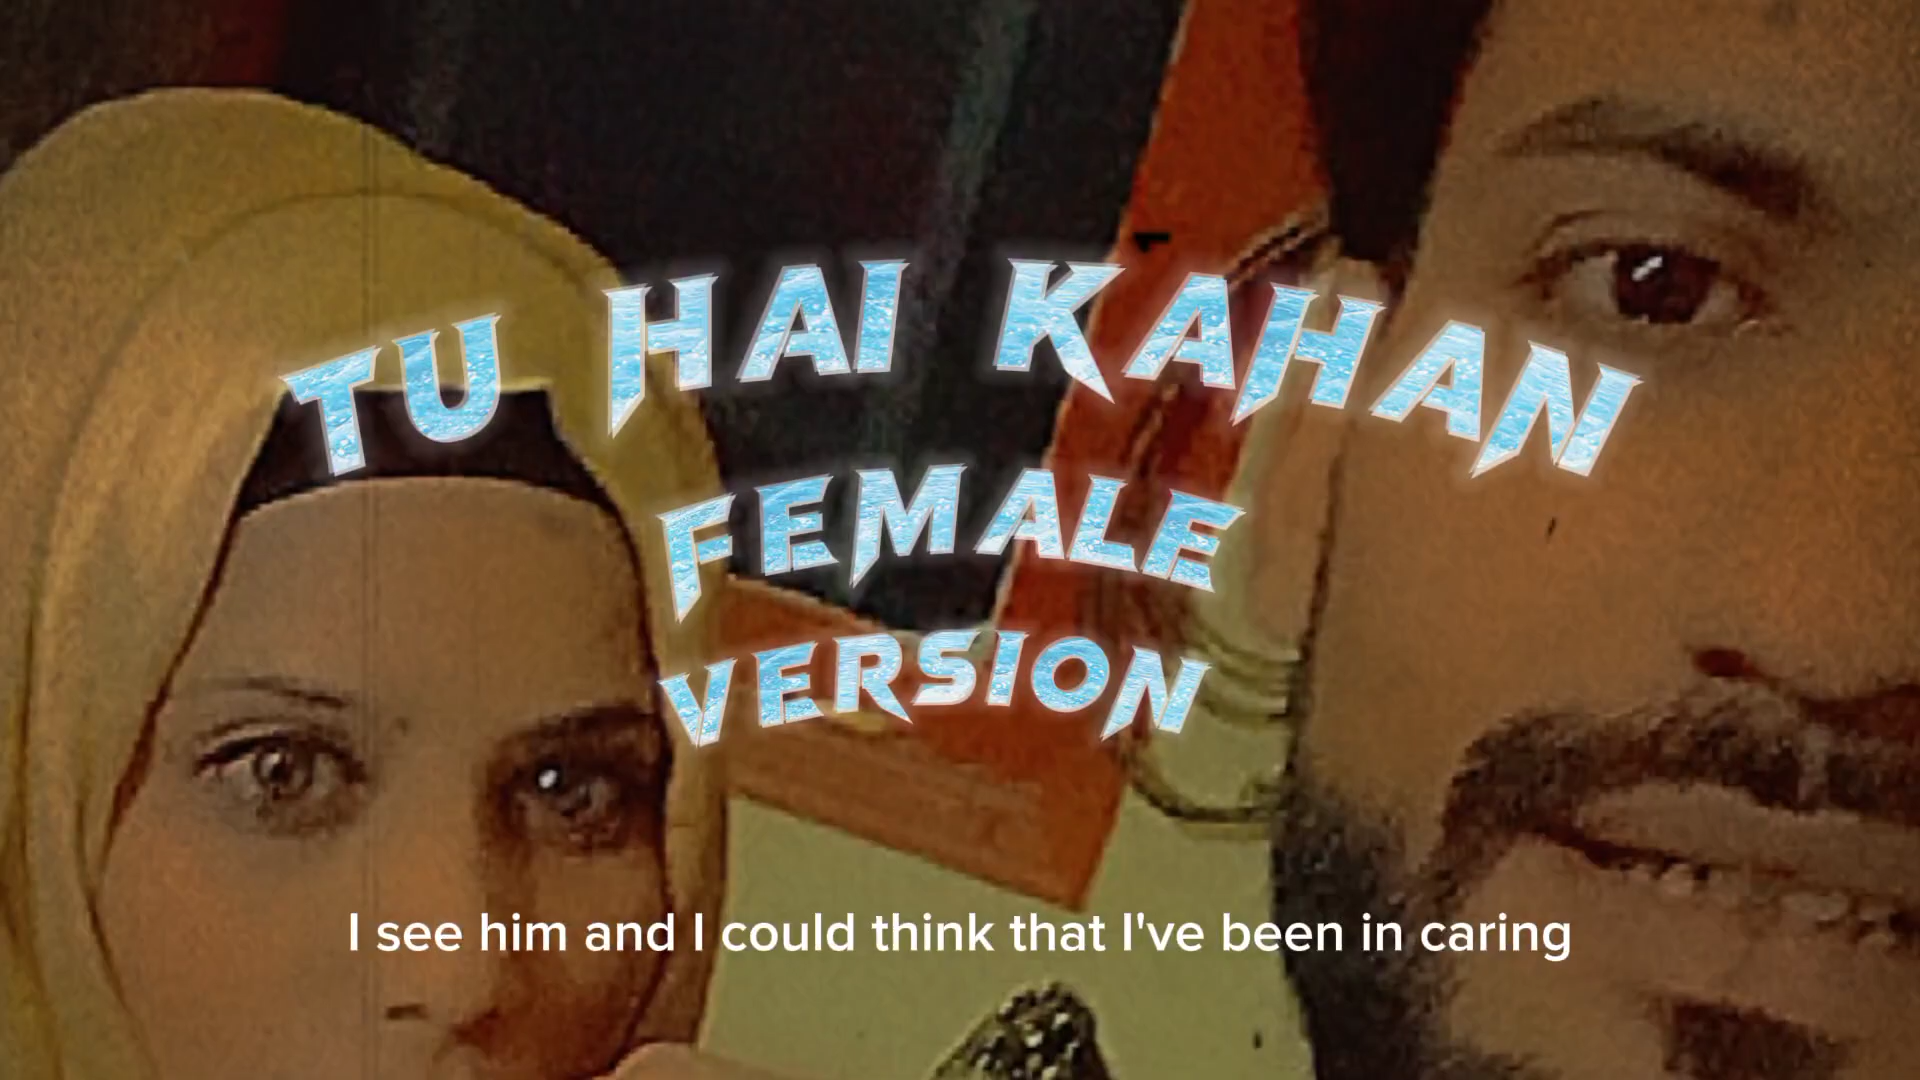 TU HAI KAHAN
FEMALE
VERSION
I see him and I could think that I've been in caring